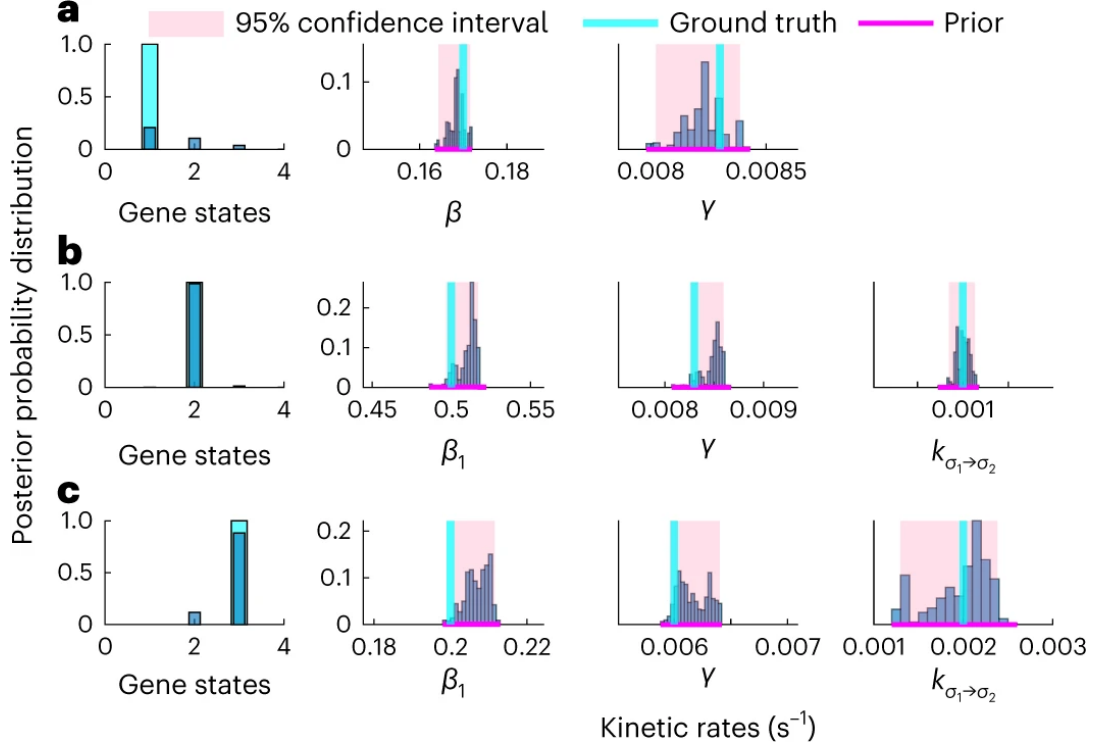 a
95% confidence interval
Ground truth
Prior
Posterior probability distribution
1.0
0.5
0
0 2 4
Gene states
0.1
0
0.16 0.18
β
0.008 0.0085
γ
b
1.0
0.5
0
0 2 4
Gene states
0.2
0.1
0
0.45 0.5 0.55
β₁
0.008 0.009
γ
0.001
k σ₁→σ₂
c
1.0
0.5
0
0 2 4
Gene states
0.2
0.1
0
0.18 0.2 0.22
β₁
0.006 0.007
γ
0.001 0.002 0.003
k σ₁→σ₂
Kinetic rates (s⁻¹)